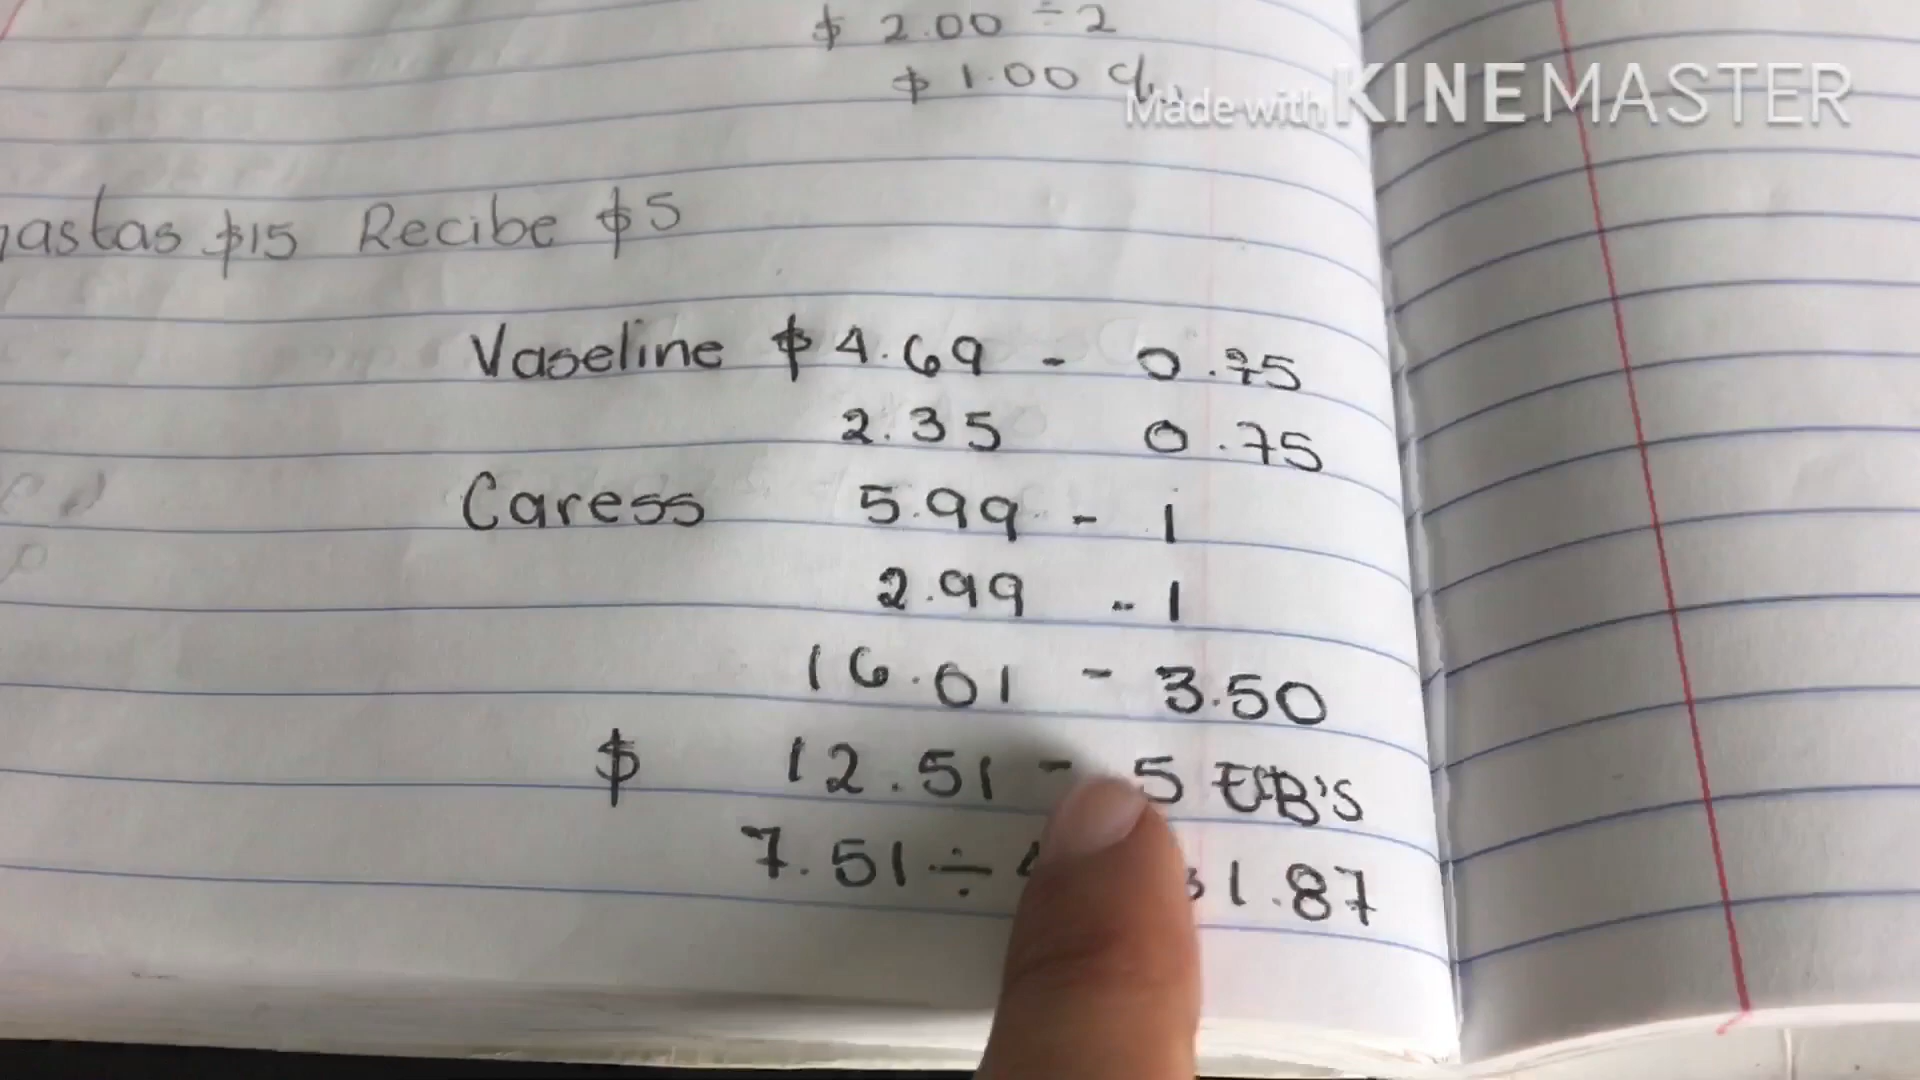 $ 2.00 ÷ 2
$ 1.00 c/u
Made with KINEMASTER
gastas $15 Recibe $5
Vaseline $ 4.69 - 0.75
2.35 0.75
Caress 5.99 - 1
2.99 - 1
16.01 - 3.50
$ 12.51 - 5 ECB'S
7.51 ÷ 1.87